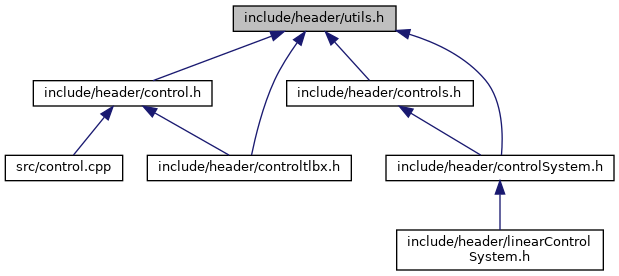 include/header/utils.h
include/header/control.h
include/header/controls.h
src/control.cpp
include/header/controltlbx.h
include/header/controlSystem.h
include/header/linearControl
System.h